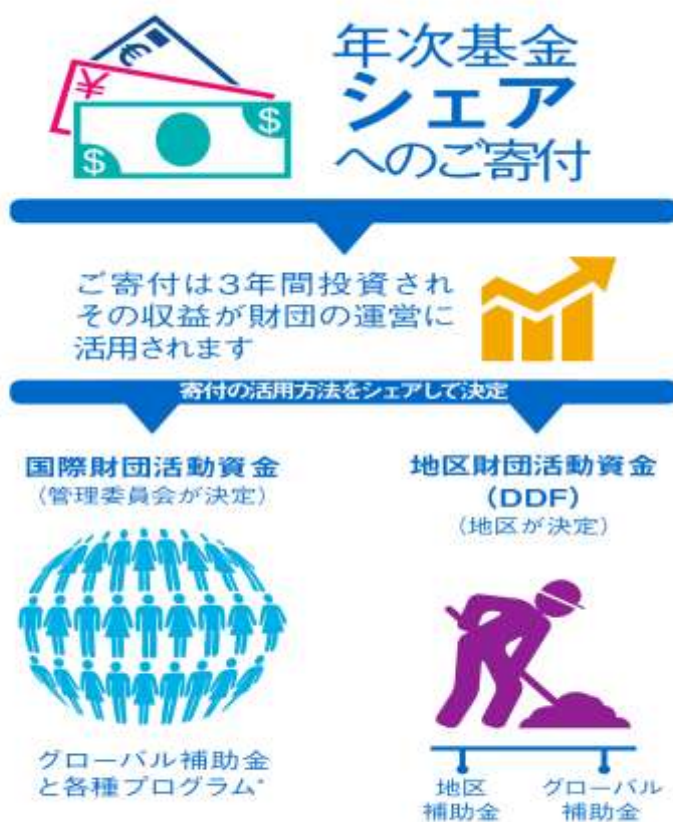 年次基金
シェア
へのご寄付
€
¥
$
$
ご寄付は3年間投資され
その収益が財団の運営に
活用されます
寄付の活用方法をシェアして決定
国際財団活動資金
(管理委員会が決定)
グローバル補助金
と各種プログラム*
地区財団活動資金
(DDF)
(地区が決定)
地区
補助金
グローバル
補助金